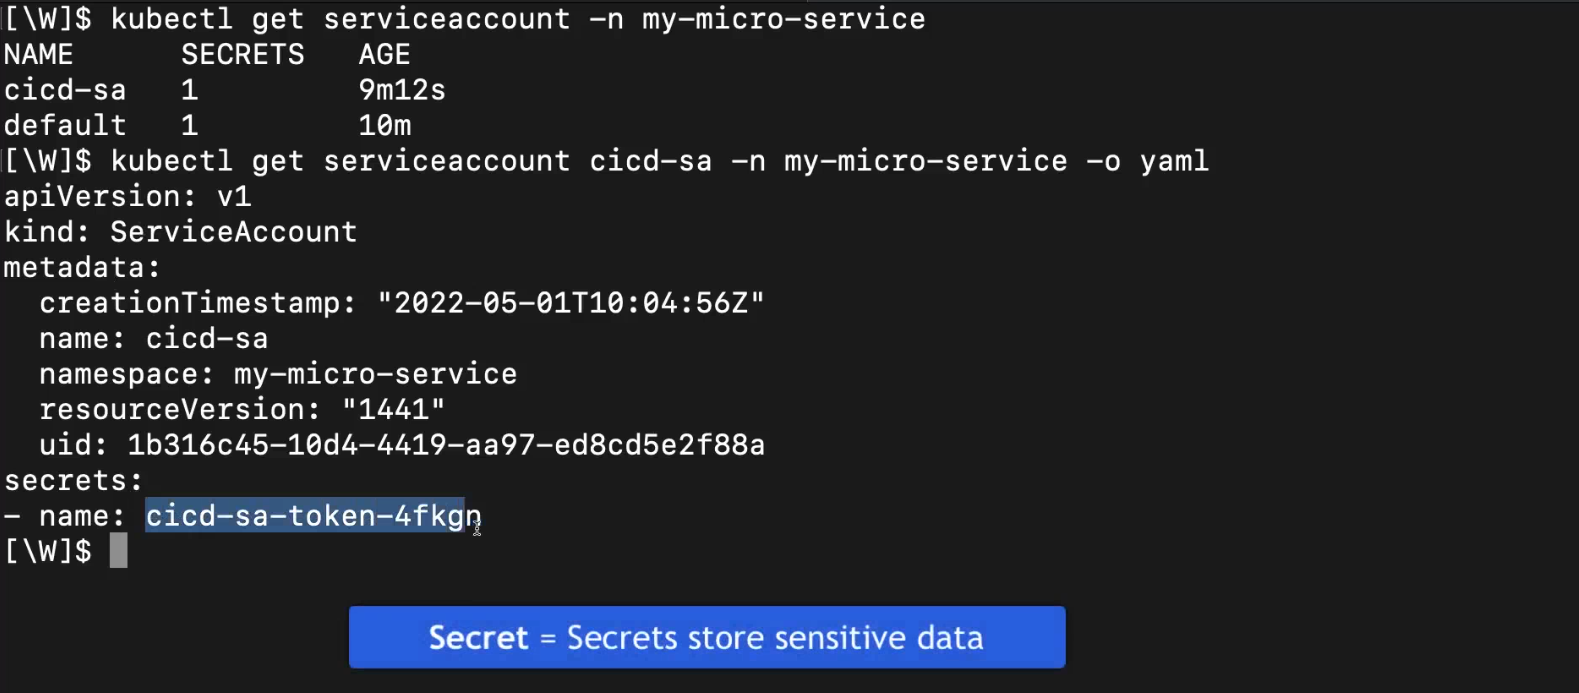 [\W]$ kubectl get serviceaccount -n my-micro-service
NAME SECRETS AGE
cicd-sa 1 9m12s
default 1 10m
[\W]$ kubectl get serviceaccount cicd-sa -n my-micro-service -o yaml
apiVersion: v1
kind: ServiceAccount
metadata:
  creationTimestamp: "2022-05-01T10:04:56Z"
  name: cicd-sa
  namespace: my-micro-service
  resourceVersion: "1441"
  uid: 1b316c45-10d4-4419-aa97-ed8cd5e2f88a
secrets:
- name: cicd-sa-token-4fkgn
[\W]$
Secret = Secrets store sensitive data